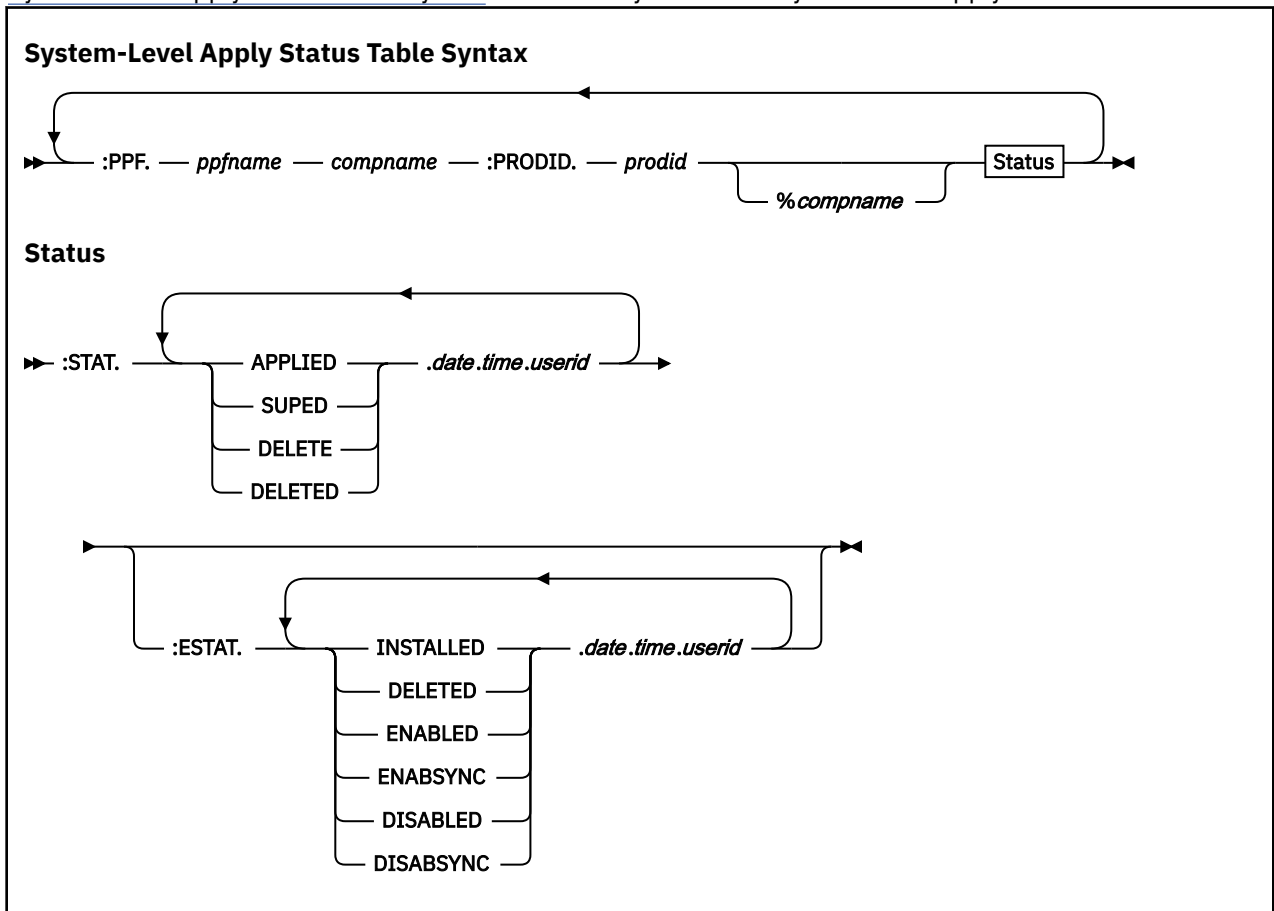 System-Level Apply Status Table Syntax
:PPF. ppfname compname :PRODID. prodid Status
%compname
Status
:STAT. APPLIED .date.time.userid
SUPED
DELETE
DELETED
:ESTAT. INSTALLED .date.time.userid
DELETED
ENABLED
ENABSYNC
DISABLED
DISABSYNC